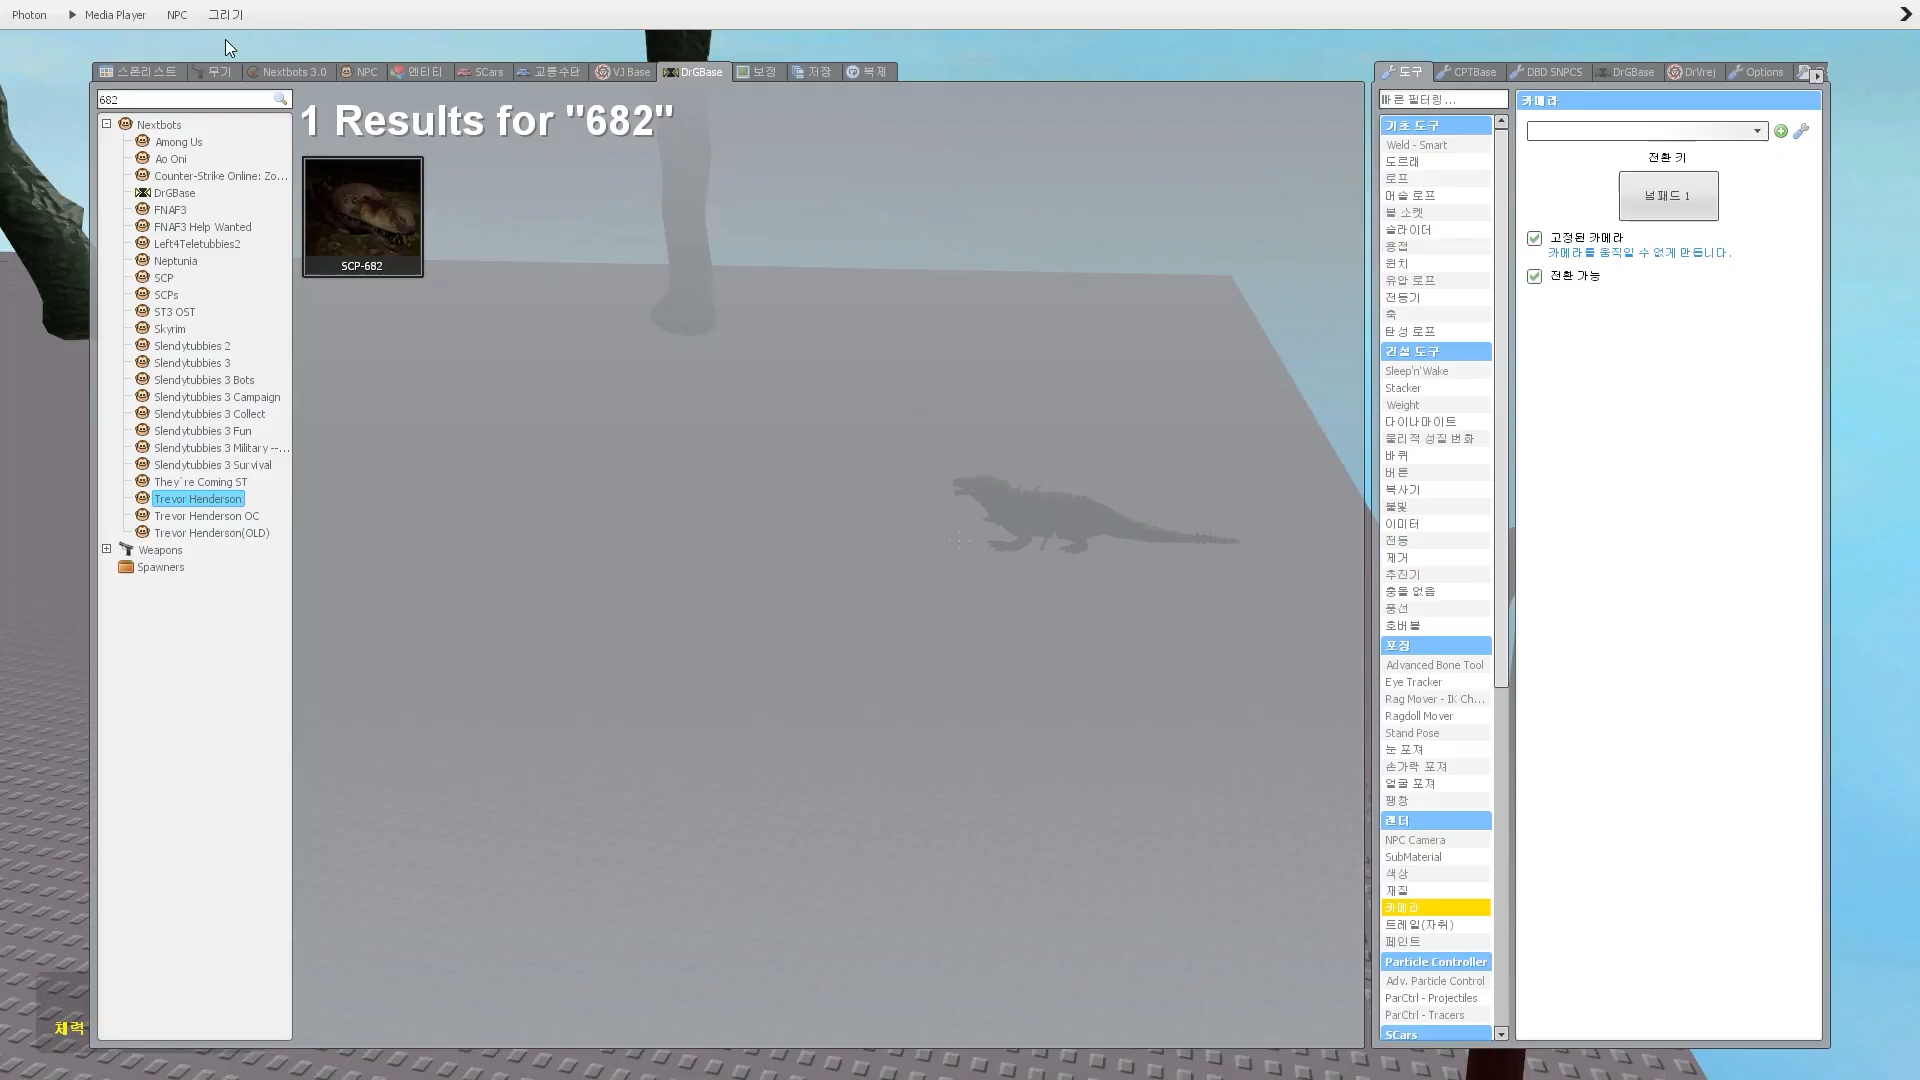 Photon
Media Player
NPC
그리기
스폰리스트
무기
Nextbots 3.0
NPC
엔티티
SCars
고등수단
VJ Base
DrGBase
보정
저장
복제
682
1 Results for "682"
SCP-682
Nextbots
Among Us
Ao Oni
Counter-Strike Online: Zo...
DrGBase
FNAF3
FNAF3 Help Wanted
Left4Teletubbies2
Neptunia
SCP
SCPs
ST3 OST
Skyrim
Slendytubbies 2
Slendytubbies 3
Slendytubbies 3 Bots
Slendytubbies 3 Campaign
Slendytubbies 3 Collect
Slendytubbies 3 Fun
Slendytubbies 3 Military --...
Slendytubbies 3 Survival
They're Coming ST
Trevor Henderson
Trevor Henderson OC
Trevor Henderson(OLD)
Weapons
Spawners
체력
도구
CPTBase
DBD SNPCS
DrGBase
DrVrej
Options
빠른 필터링...
기초 도구
Weld - Smart
도르래
로프
머슬 로프
볼 소켓
슬라이더
용접
윈치
유압 로프
전동기
축
탄성 로프
건설 도구
Sleep'n'Wake
Stacker
Weight
다이나마이트
물리적 성질 변화
바퀴
버튼
복사기
불빛
이미터
전등
제거
추진기
충돌 없음
풍선
호버볼
포징
Advanced Bone Tool
Eye Tracker
Rag Mover - IK Ch...
Ragdoll Mover
Stand Pose
눈 포져
손가락 포져
얼굴 포져
팽창
렌더
NPC Camera
SubMaterial
색상
재질
카메라
트레일(자취)
페인트
Particle Controller
Adv. Particle Control
ParCtrl - Projectiles
ParCtrl - Tracers
SCars
카메라
전환 키
넘패드 1
고정된 카메라
카메라를 움직일 수 없게 만듭니다.
전환 가능